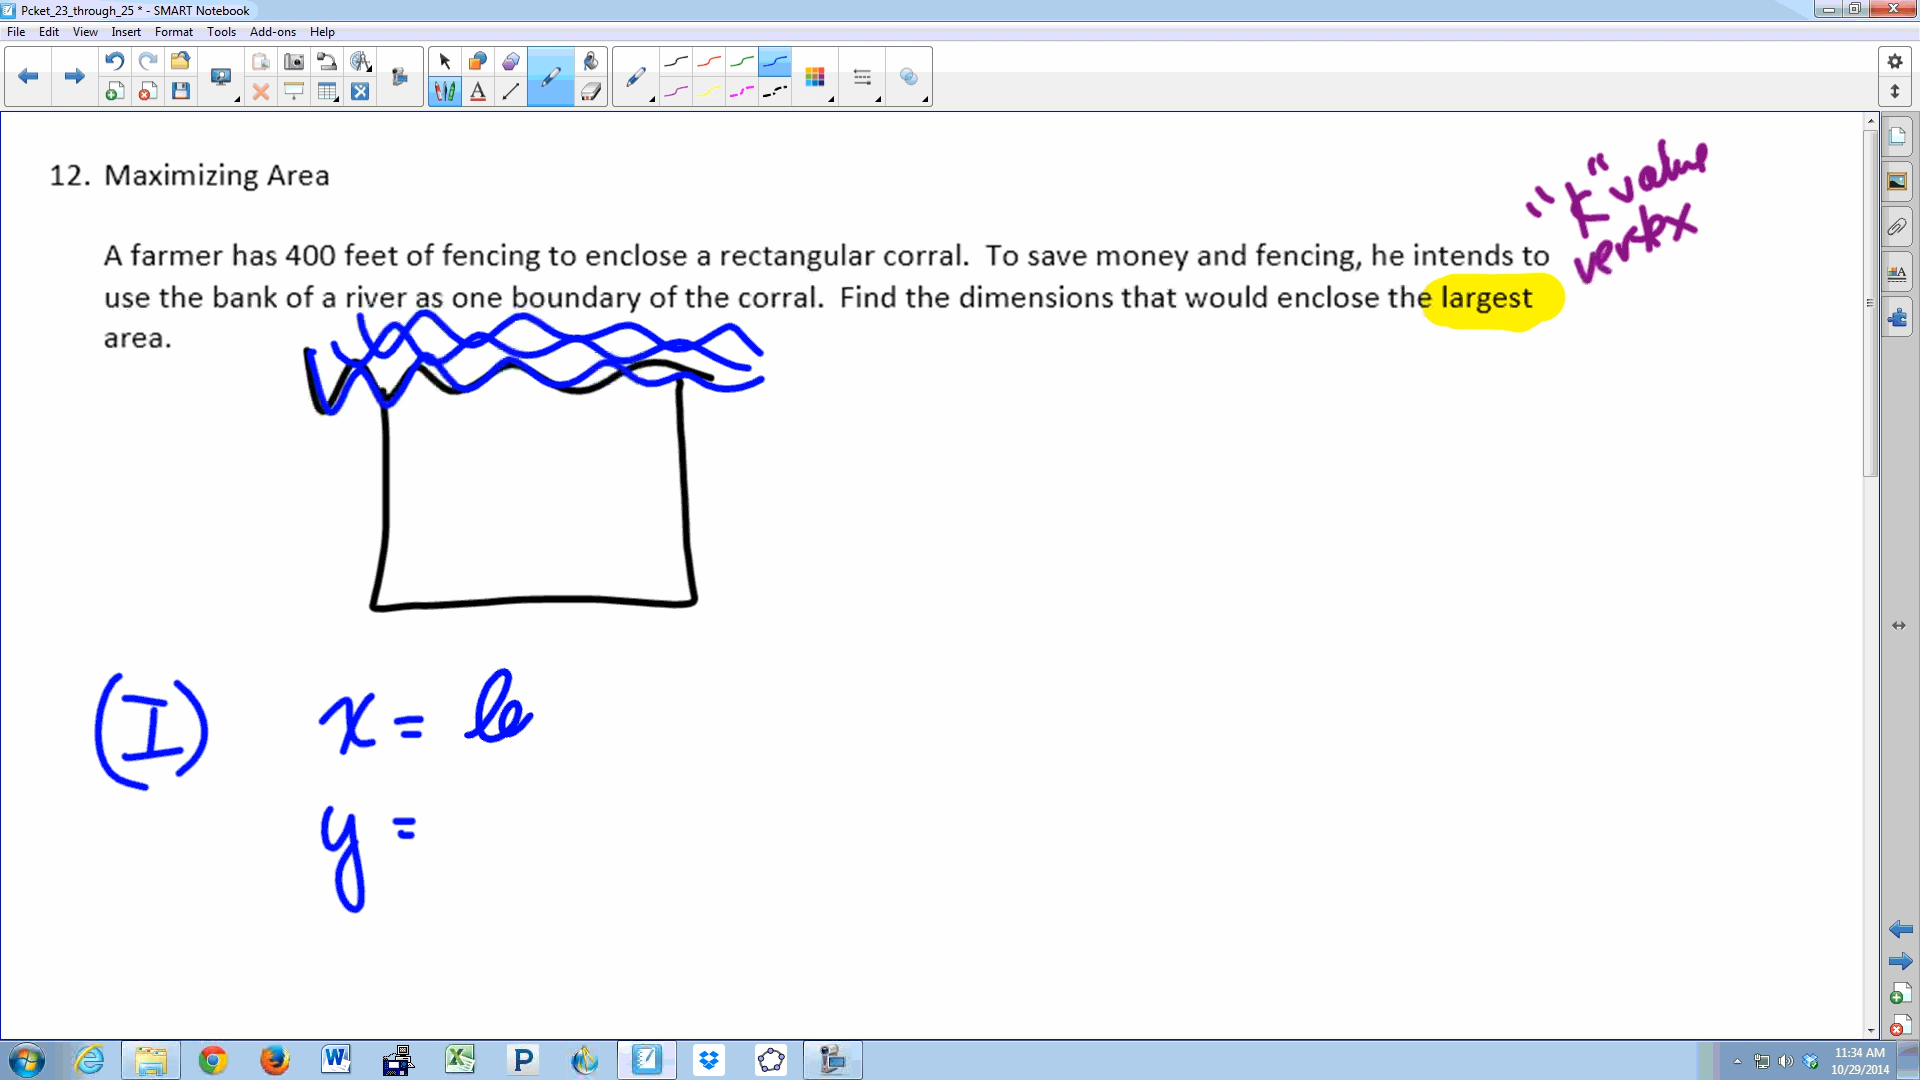 Pcket_23_through_25 * - SMART Notebook
File Edit View Insert Format Tools Add-ons Help
12. Maximizing Area
"K" value
vertex
A farmer has 400 feet of fencing to enclose a rectangular corral. To save money and fencing, he intends to
use the bank of a river as one boundary of the corral. Find the dimensions that would enclose the largest
area.
(I) x = le
y =
11:34 AM
10/29/2014